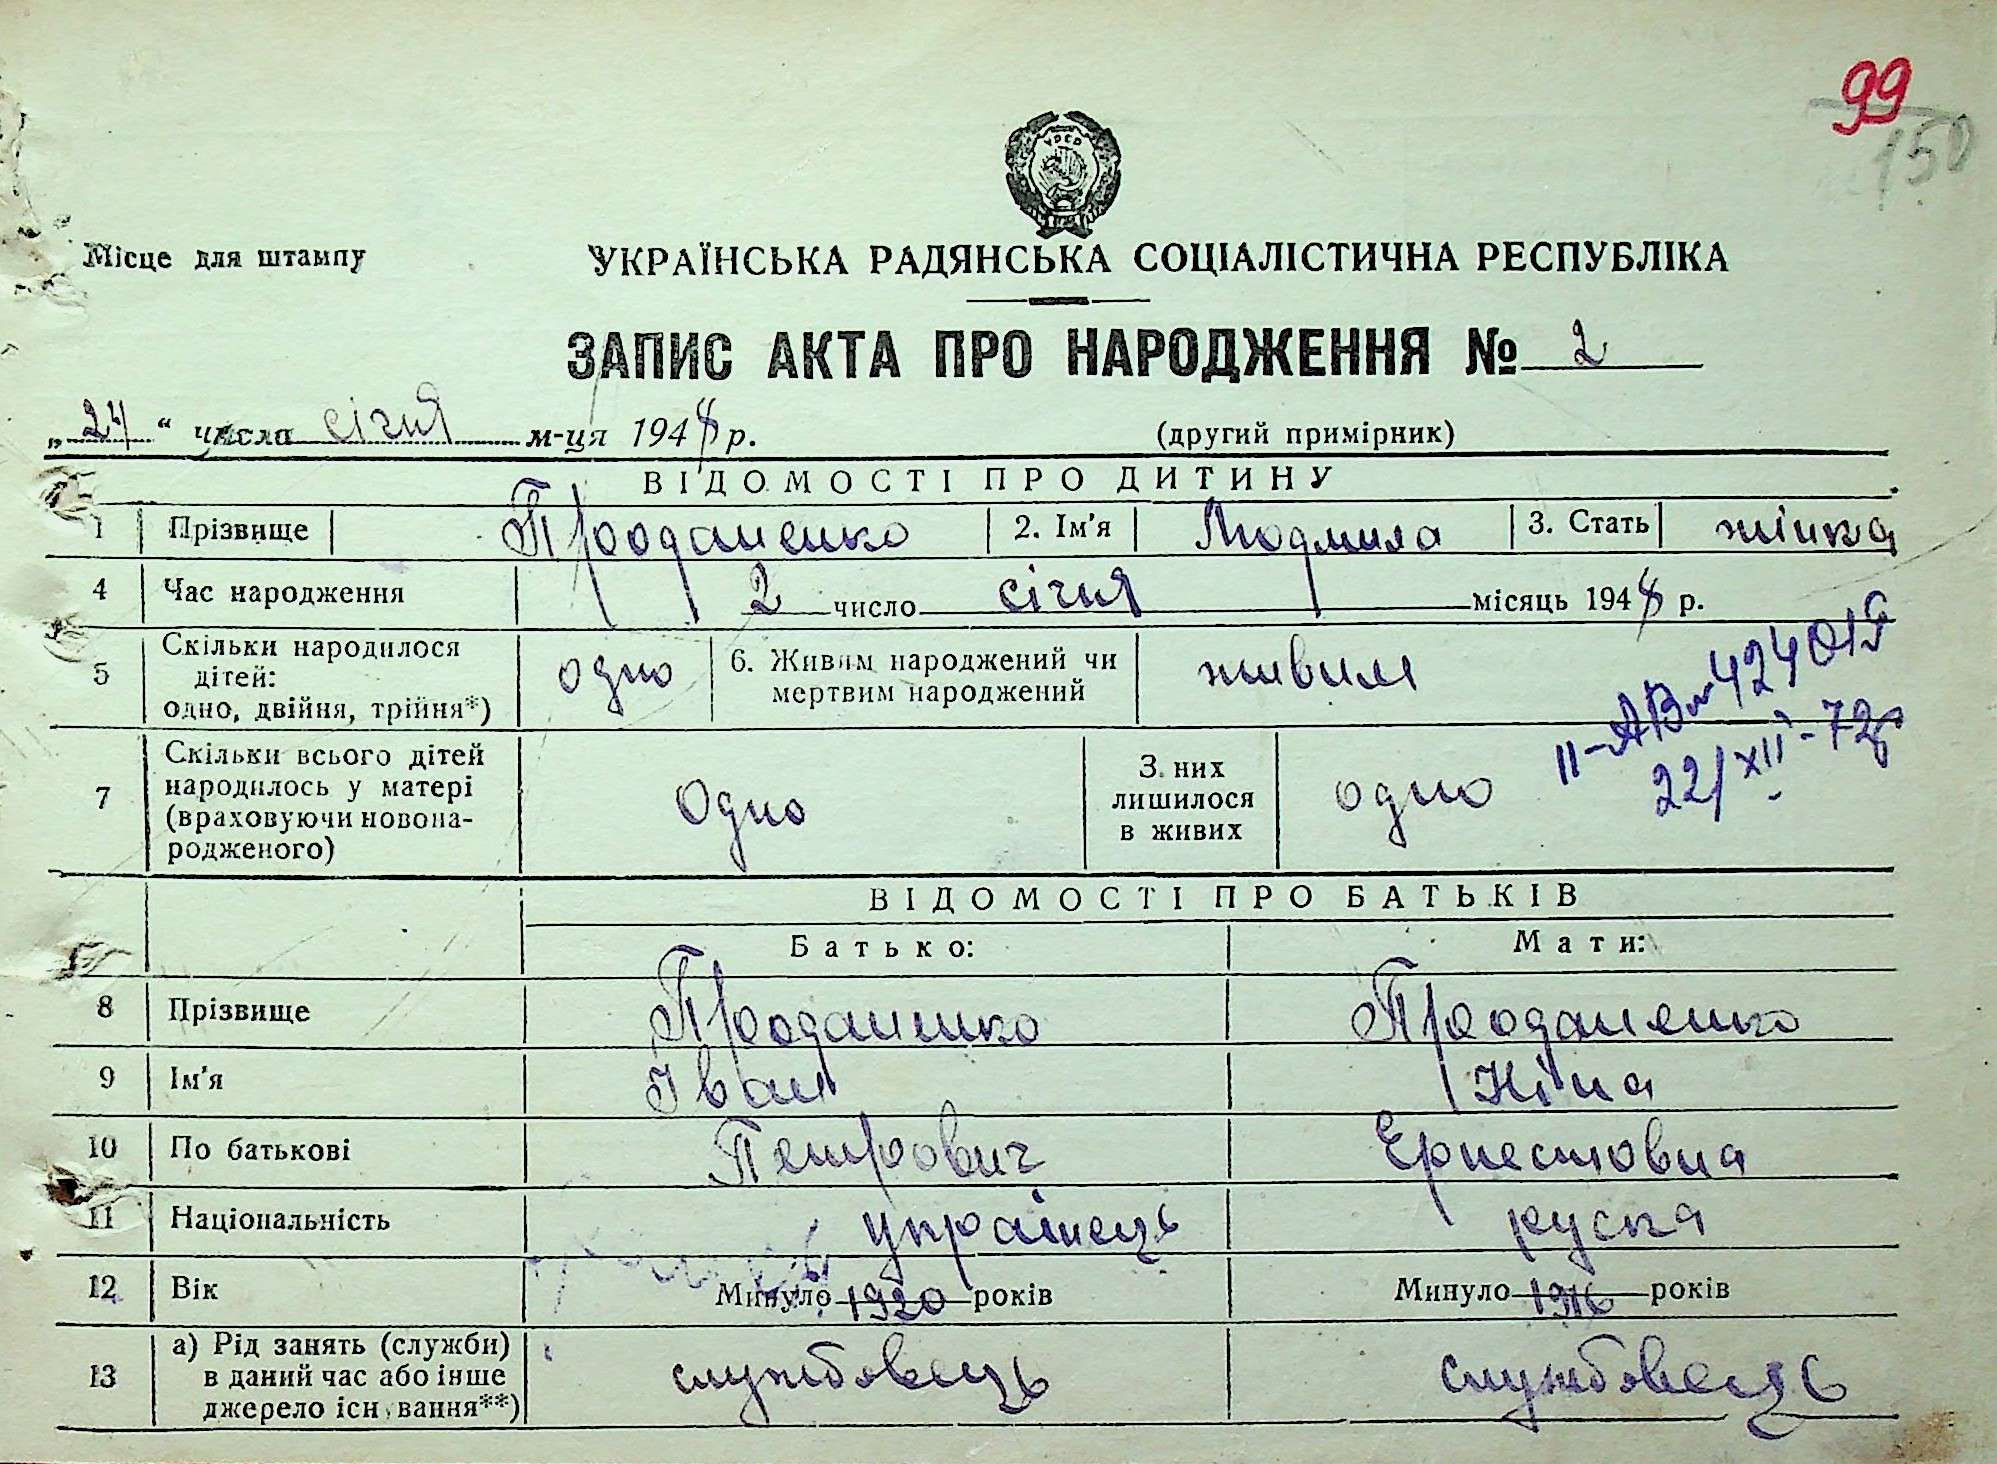 99
150
УРСР
Місце для штампу
УКРАЇНСЬКА РАДЯНСЬКА СОЦІАЛІСТИЧНА РЕСПУБЛІКА
ЗАПИС АКТА ПРО НАРОДЖЕННЯ № 2
„24“ числа січня м-ця 1948 р. (другий примірник)
ВІДОМОСТІ ПРО ДИТИНУ
1 Прізвище Проданенко 2. Ім'я Людмила 3. Стать жінка
4 Час народження 2 число січня місяць 1948 р.
5 Скільки народилося дітей: одно, двійня, трійня*) одно 6. Живим народжений чи мертвим народжений живим
II-АВ № 424015
22/XII-72р
7 Скільки всього дітей народилось у матері (враховуючи новонародженого) Одно З них лишилося в живих одно
ВІДОМОСТІ ПРО БАТЬКІВ
Батько: Мати:
8 Прізвище Проданенко Проданенко
9 Ім'я Іван Ніна
10 По батькові Петрович Ернестовна
11 Національність українець руска
12 Вік Минуло 1920 років Минуло 1916 років
13 а) Рід занять (служби) в даний час або інше джерело існування**) службовець службовець